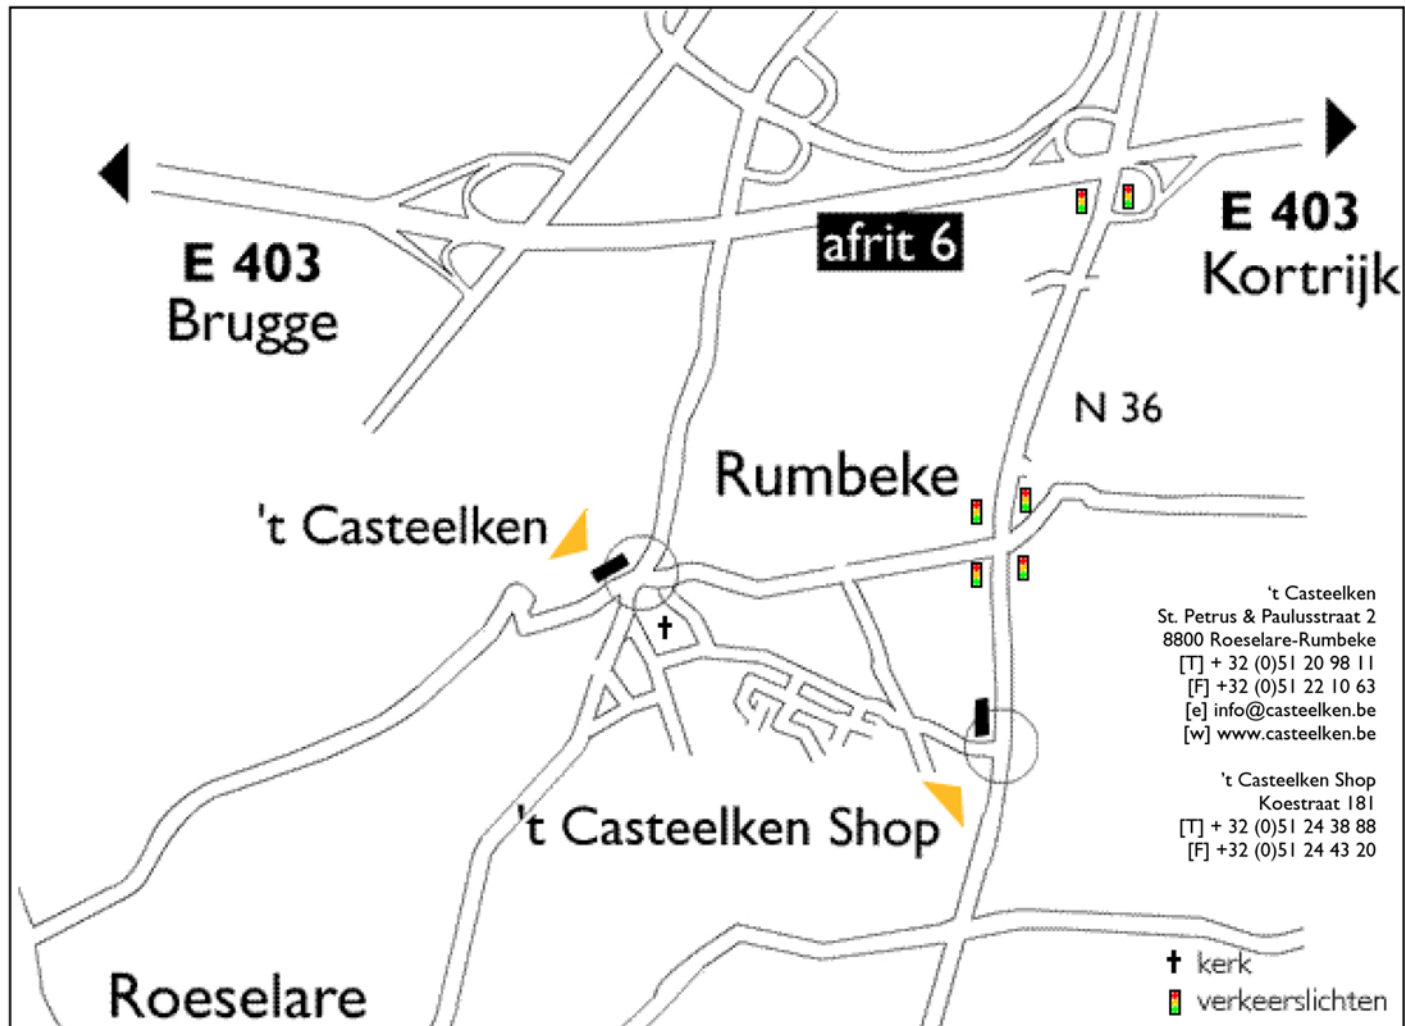 E 403
Brugge
afrit 6
E 403
Kortrijk
N 36
Rumbeke
't Casteelken
't Casteelken
St. Petrus & Paulusstraat 2
8800 Roeselare-Rumbeke
[T] + 32 (0)51 20 98 11
[F] +32 (0)51 22 10 63
[e] info@casteelken.be
[w] www.casteelken.be
't Casteelken Shop
Koestraat 181
[T] + 32 (0)51 24 38 88
[F] +32 (0)51 24 43 20
't Casteelken Shop
Roeselare
kerk
verkeerslichten